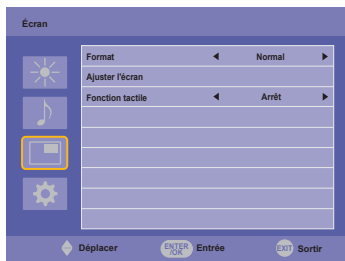 Écran
Format Normal
Ajuster l'écran
Fonction tactile Arrêt
Déplacer ENTER /OK Entrée EXIT Sortir